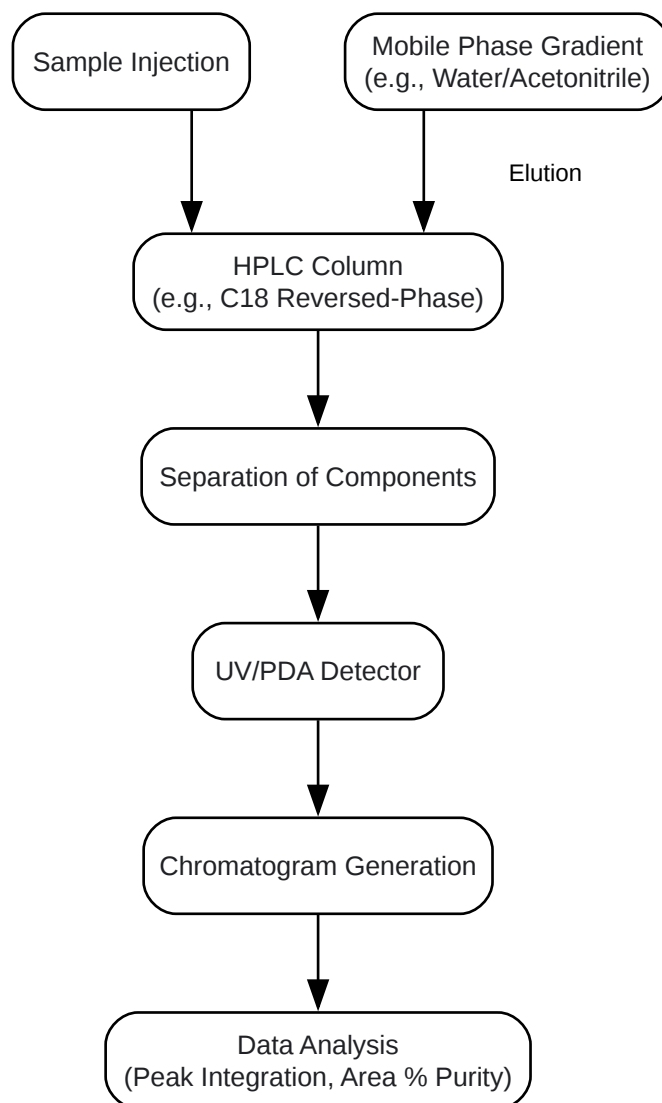 Sample Injection
Mobile Phase Gradient
(e.g., Water/Acetonitrile)
Elution
HPLC Column
(e.g., C18 Reversed-Phase)
Separation of Components
UV/PDA Detector
Chromatogram Generation
Data Analysis
(Peak Integration, Area % Purity)